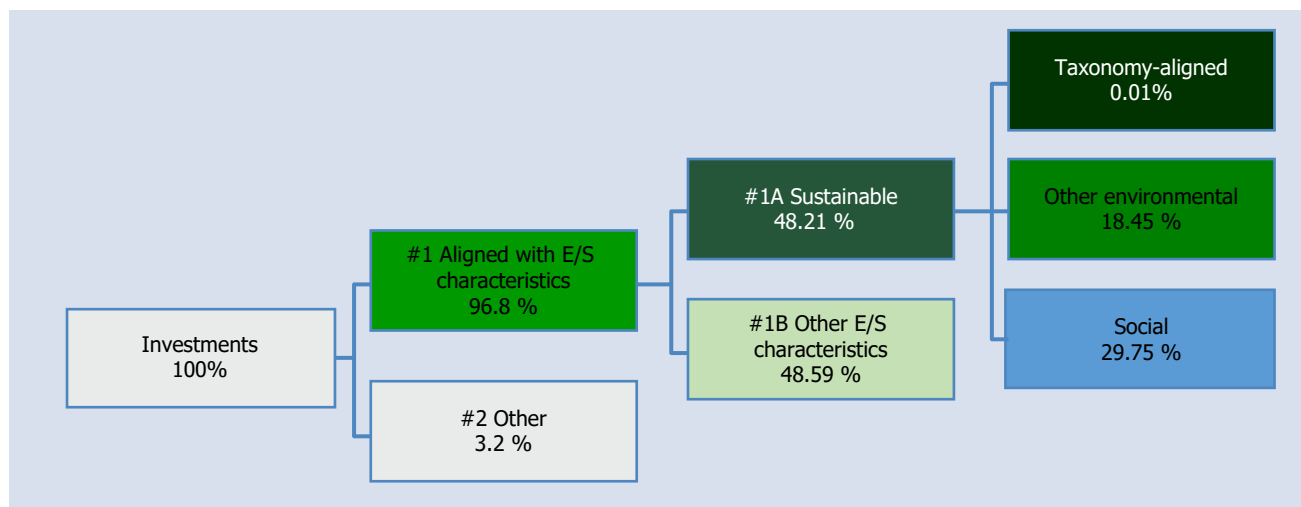 Investments
100%
#1 Aligned with E/S
characteristics
96.8 %
#2 Other
3.2 %
#1A Sustainable
48.21 %
#1B Other E/S
characteristics
48.59 %
Taxonomy-aligned
0.01%
Other environmental
18.45 %
Social
29.75 %